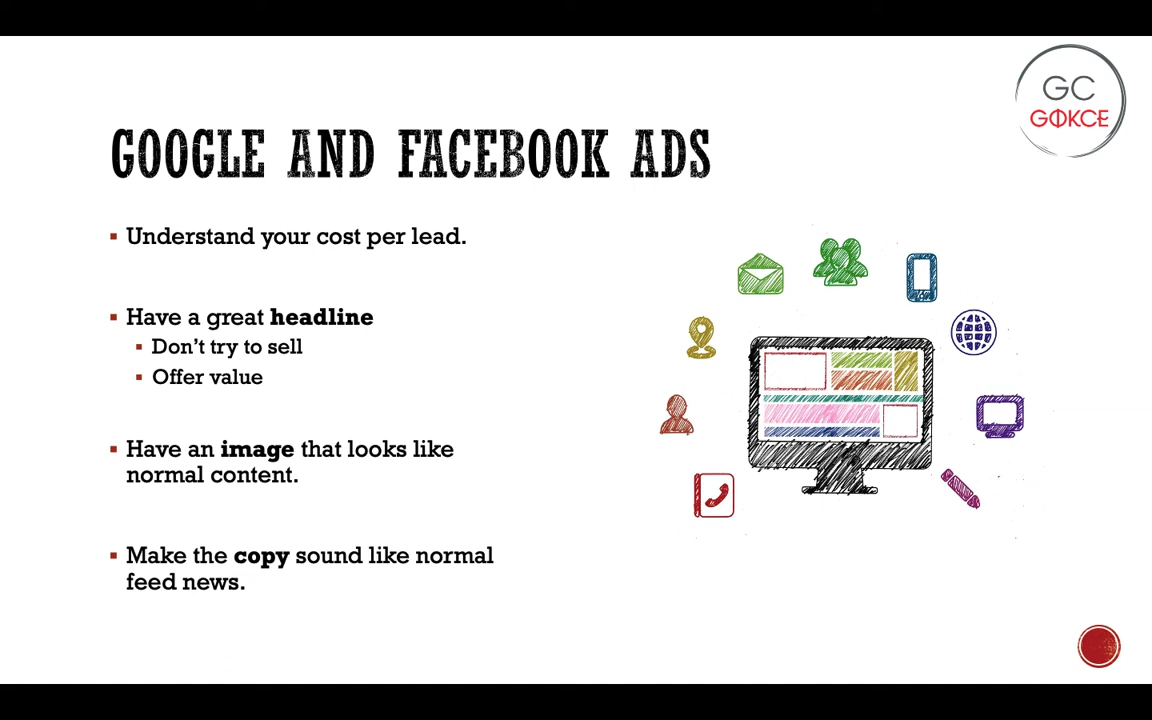 GC
GOKCE
GOOGLE AND FACEBOOK ADS
▪ Understand your cost per lead.
▪ Have a great headline
▪ Don't try to sell
▪ Offer value
▪ Have an image that looks like
normal content.
▪ Make the copy sound like normal
feed news.